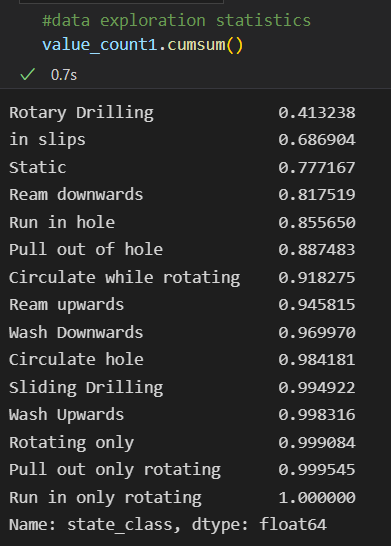 #data exploration statistics
value_count1.cumsum()
0.7s
Rotary Drilling 0.413238
in slips 0.686904
Static 0.777167
Ream downwards 0.817519
Run in hole 0.855650
Pull out of hole 0.887483
Circulate while rotating 0.918275
Ream upwards 0.945815
Wash Downwards 0.969970
Circulate hole 0.984181
Sliding Drilling 0.994922
Wash Upwards 0.998316
Rotating only 0.999084
Pull out only rotating 0.999545
Run in only rotating 1.000000
Name: state_class, dtype: float64